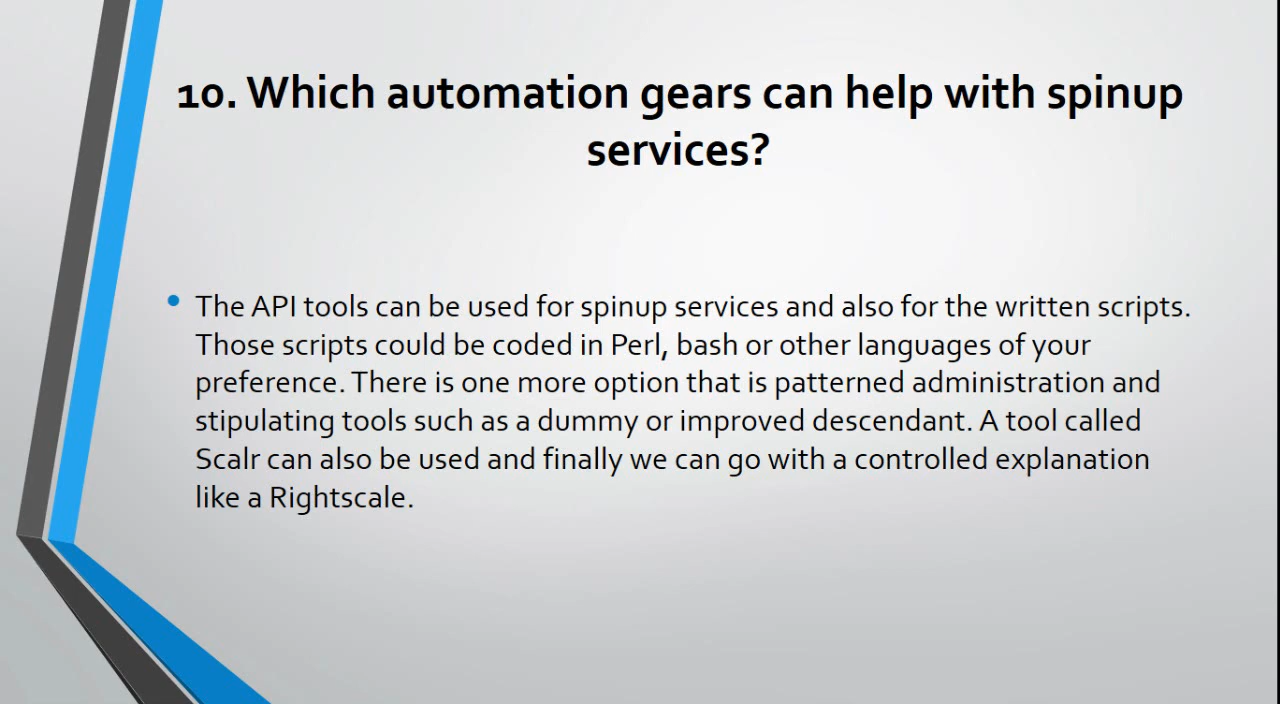 10. Which automation gears can help with spinup
services?
The API tools can be used for spinup services and also for the written scripts.
Those scripts could be coded in Perl, bash or other languages of your
preference. There is one more option that is patterned administration and
stipulating tools such as a dummy or improved descendant. A tool called
Scalr can also be used and finally we can go with a controlled explanation
like a Rightscale.